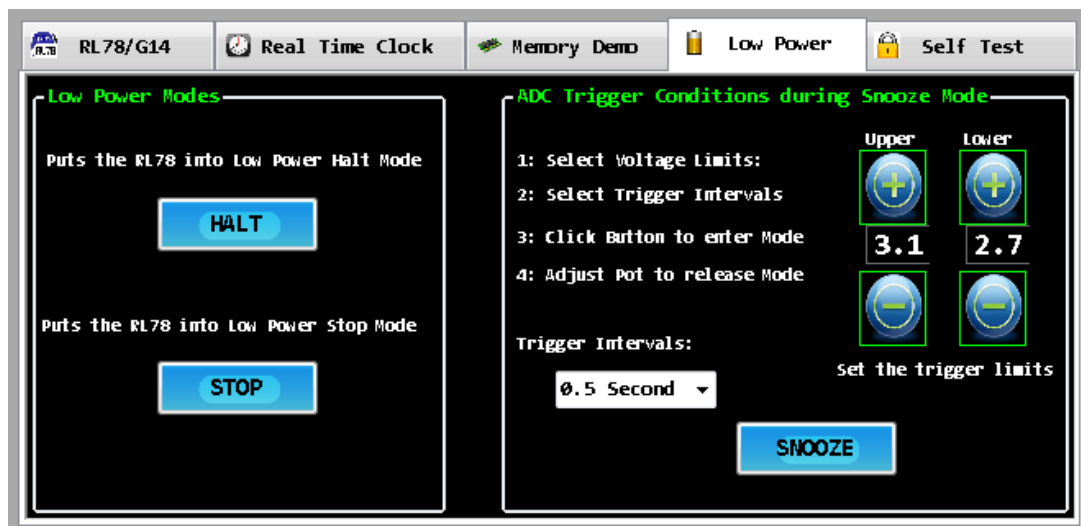 RL78/G14
Real Time Clock
Memory Demo
Low Power
Self Test
Low Power Modes
Puts the RL78 into Low Power Halt Mode
HALT
Puts the RL78 into Low Power Stop Mode
STOP
ADC Trigger Conditions during Snooze Mode
Upper
Lower
1: Select Voltage Limits:
2: Select Trigger Intervals
3: Click Button to enter Mode
3.1
2.7
4: Adjust Pot to release Mode
Trigger Intervals:
Set the trigger limits
0.5 Second
SNOOZE